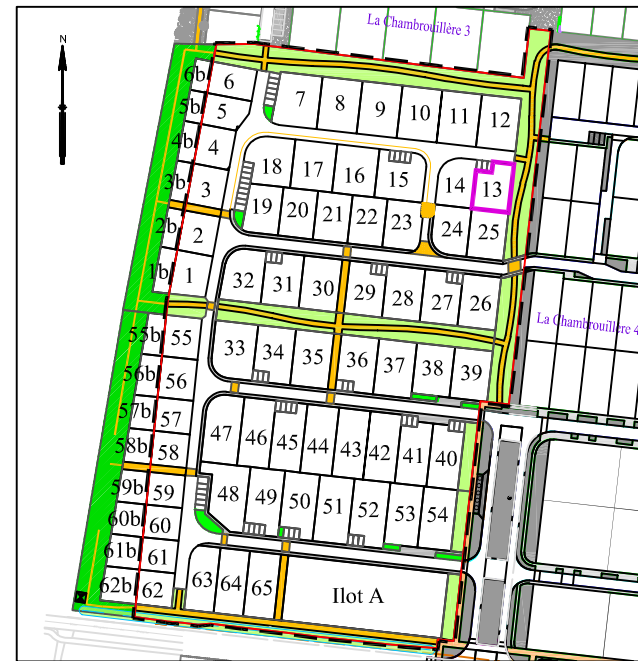 La Chambrouillère 3
N
6b 6
5b 5
7 8 9 10 11 12
4b 4
3b 3
18 17 16 15 14 13
19 20 21 22 23 24 25
2b 2
1b 1
32 31 30 29 28 27 26
La Chambrouillère 4
55b 55
33 34 35 36 37 38 39
56b 56
57b 57
58b 58
47 46 45 44 43 42 41 40
59b 59
48 49 50 51 52 53 54
60b 60
61b 61
62b 62
63 64 65 Ilot A